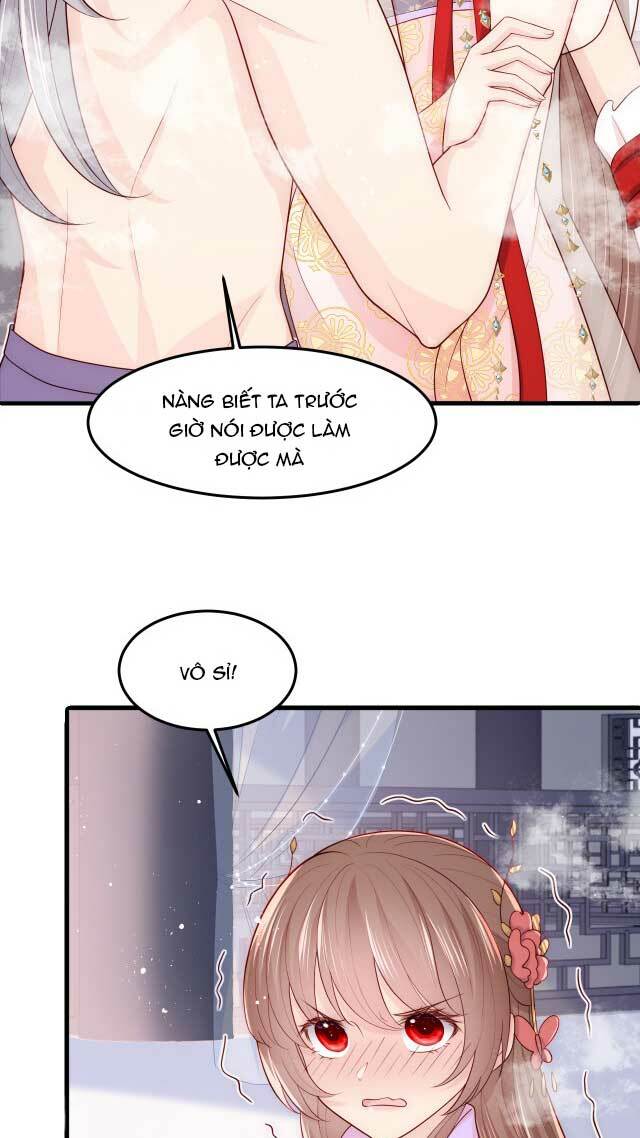 NÀNG BIẾT TA TRƯỚC
GIỜ NÓI ĐƯỢC LÀM
ĐƯỢC MÀ
VÔ SỈ!